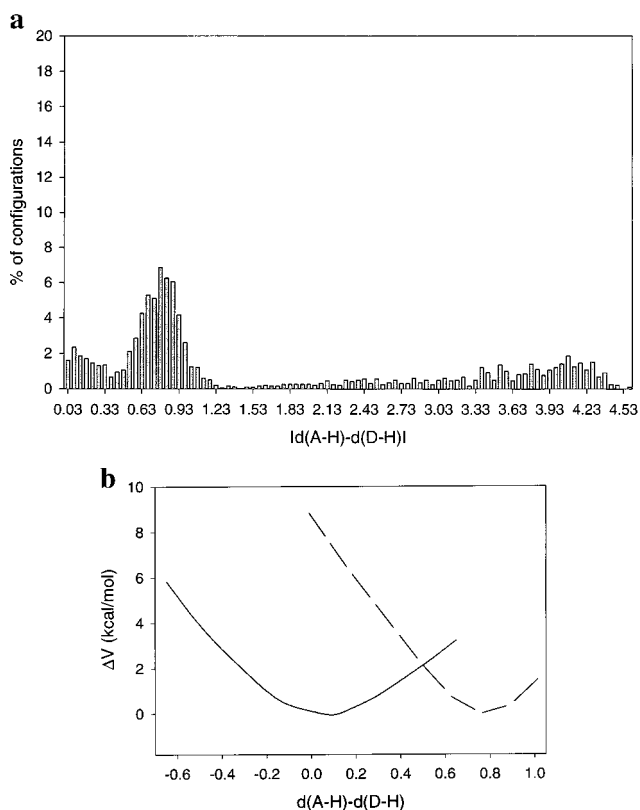 a
20
18
16
14
12
10
8
6
4
2
0
% of configurations
0.03 0.33 0.63 0.93 1.23 1.53 1.83 2.13 2.43 2.73 3.03 3.33 3.63 3.93 4.23 4.53
Id(A-H)-d(D-H)I
b
10
8
6
4
2
0
ΔV (kcal/mol)
-0.6 -0.4 -0.2 0.0 0.2 0.4 0.6 0.8 1.0
d(A-H)-d(D-H)